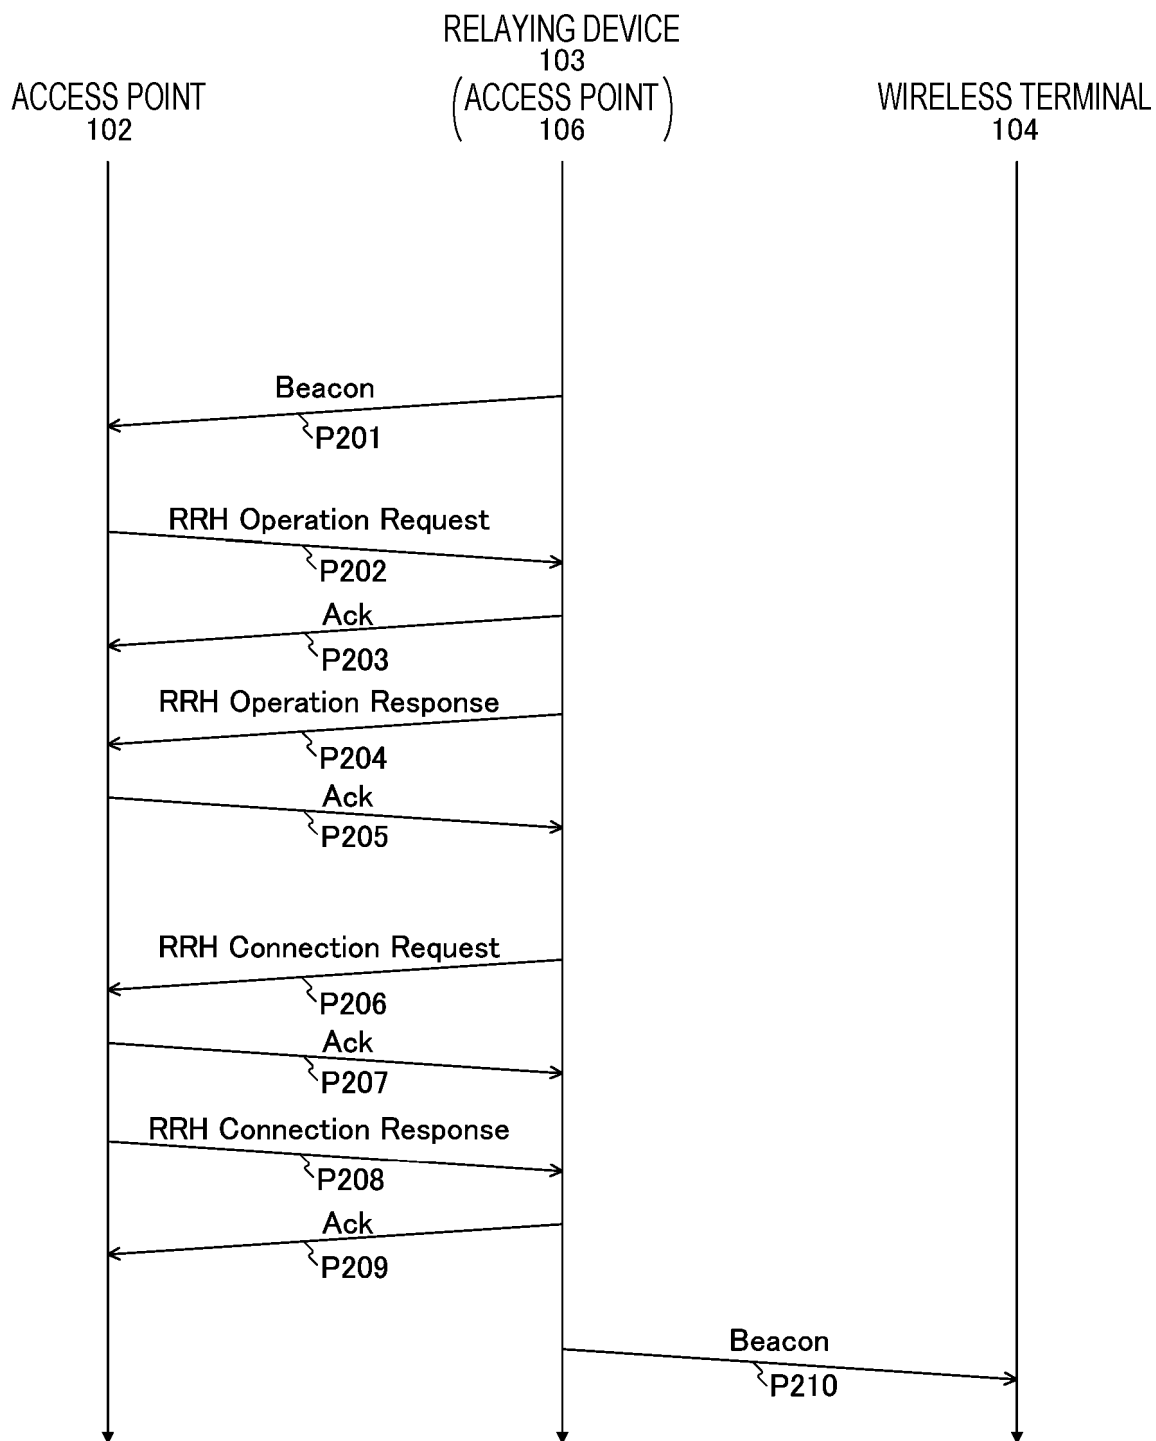 RELAYING DEVICE
103
ACCESS POINT
102
(ACCESS POINT)
106
WIRELESS TERMINAL
104
Beacon
P201
RRH Operation Request
P202
Ack
P203
RRH Operation Response
P204
Ack
P205
RRH Connection Request
P206
Ack
P207
RRH Connection Response
P208
Ack
P209
Beacon
P210